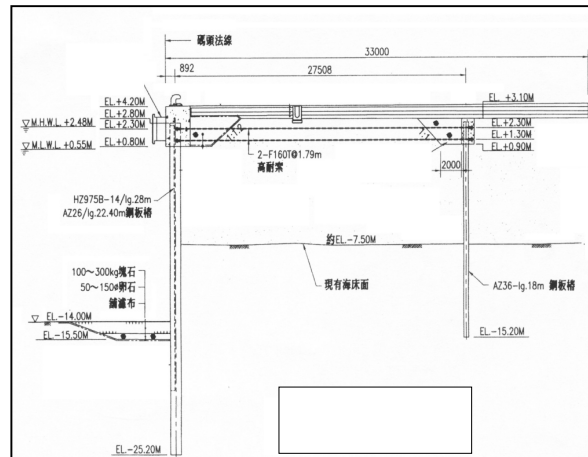 碼頭法線
33000
892
27508
EL.+4.20M
EL.+2.80M
EL.+2.30M
EL.+0.80M
M.H.W.L. +2.48M
M.L.W.L. +0.55M
EL. +3.10M
EL.+2.30M
EL.+1.30M
EL.+0.90M
2-F160T@1.79m
高耐索
2000
HZ975B-14/lg.28m
AZ26/lg.22.40m鋼板樁
約EL.-7.50M
現有海床面
AZ36-lg.18m 鋼板樁
100～300kg塊石
50～150ø卵石
舖濾布
EL.-14.00M
EL.-15.50M
EL.-15.20M
EL.-25.20M